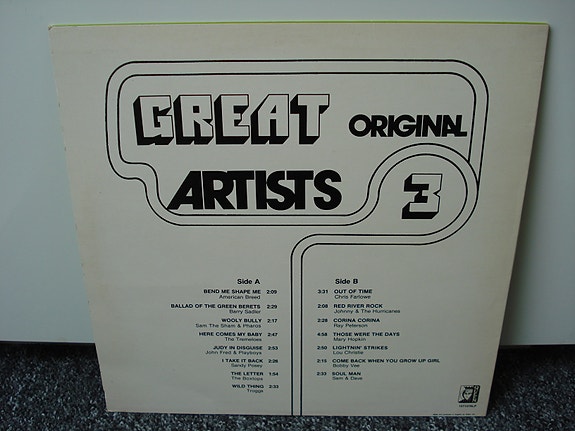 GREAT ORIGINAL
ARTISTS 3
Side A
BEND ME SHAPE ME 2:09
American Breed
BALLAD OF THE GREEN BERETS 2:29
Barry Sadler
WOOLY BULLY 2:17
Sam The Sham & Pharos
HERE COMES MY BABY 2:47
The Tremeloes
JUDY IN DISGUISE 2:53
John Fred & Playboys
I TAKE IT BACK 2:26
Sandy Posey
THE LETTER 1:54
The Boxtops
WILD THING 2:33
Troggs
Side B
3:31 OUT OF TIME
Chris Farlowe
2:08 RED RIVER ROCK
Johnny & The Hurricanes
2:28 CORINA CORINA
Ray Peterson
4:58 THOSE WERE THE DAYS
Mary Hopkin
2:50 LIGHTNIN' STRIKES
Lou Christie
2:15 COME BACK WHEN YOU GROW UP GIRL
Bobby Vee
2:33 SOUL MAN
Sam & Dave